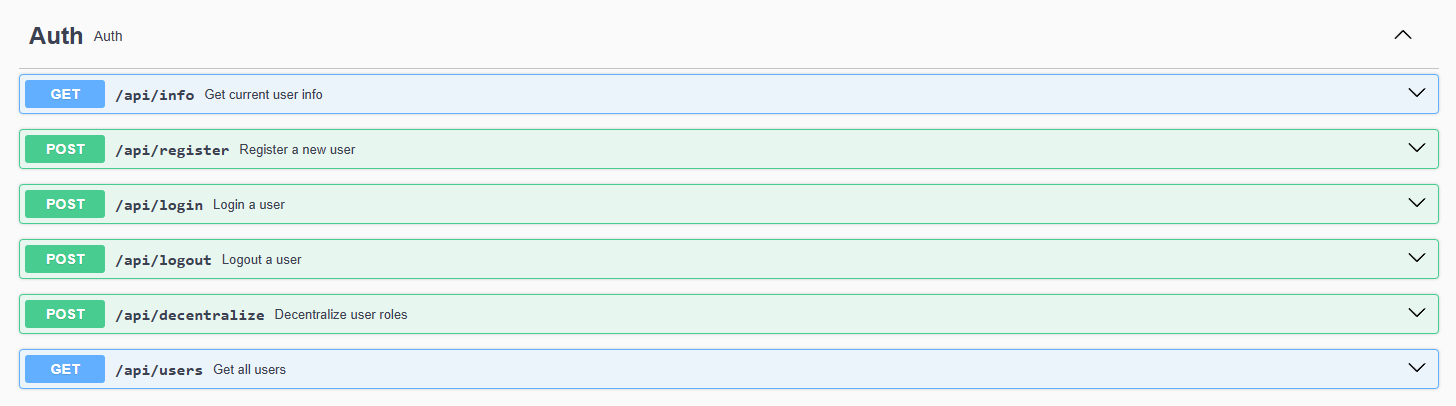 Auth Auth
GET /api/info Get current user info
POST /api/register Register a new user
POST /api/login Login a user
POST /api/logout Logout a user
POST /api/decentralize Decentralize user roles
GET /api/users Get all users